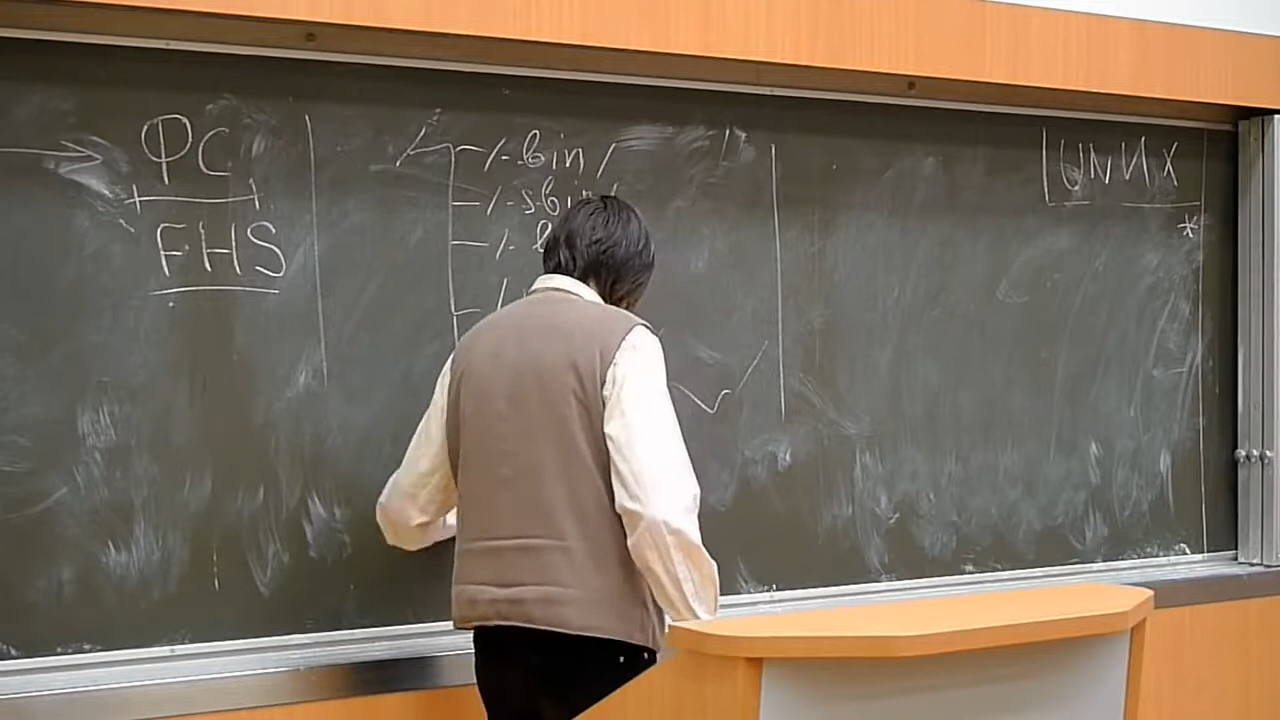 ФС
FHS
/
/-bin/
/-sbin/
UNИX
*